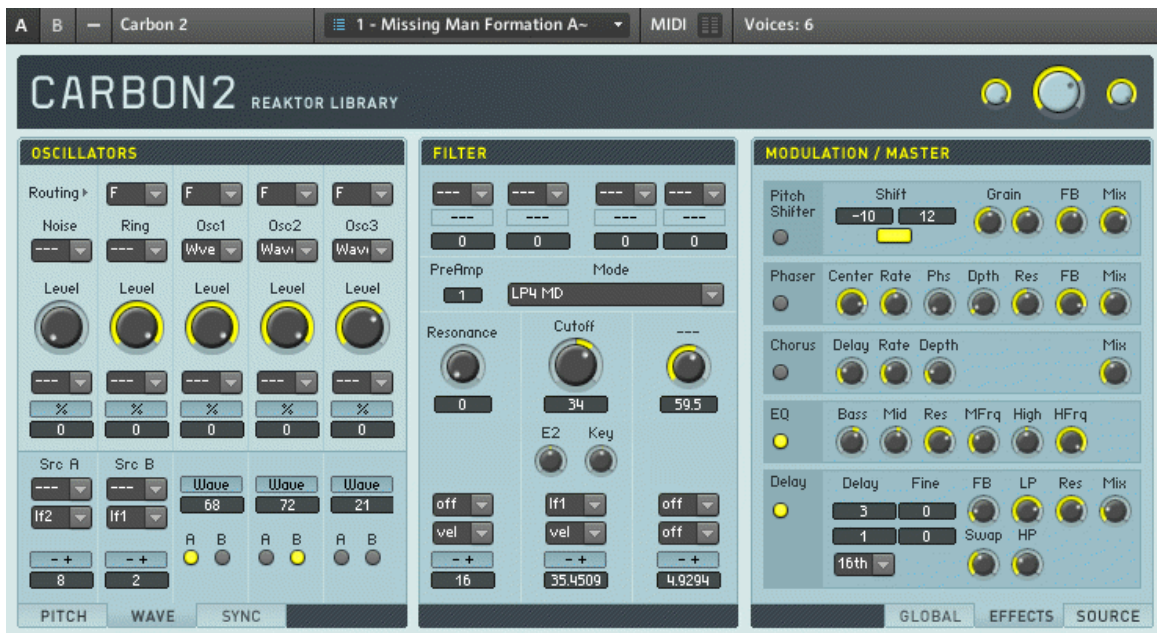 A B — Carbon 2 1 - Missing Man Formation A~ MIDI Voices: 6
CARBON2 REAKTOR LIBRARY
OSCILLATORS
Routing F F F F
Noise Ring Osc1 Osc2 Osc3
--- --- Wve Wav Wav
Level Level Level Level Level
--- --- --- --- ---
% % % % %
0 0 0 0 0
Src A Src B
--- --- Wave Wave Wave
lf2 lf1 68 72 21
A B A B A B
- + - +
8 2
PITCH WAVE SYNC
FILTER
--- --- --- ---
--- --- --- ---
0 0 0 0
PreAmp Mode
1 LP4 MD
Resonance Cutoff ---
0 34 59.5
E2 Key
off lf1 off
vel vel off
- + - + - +
16 35.4509 4.9294
MODULATION / MASTER
Pitch Shifter Shift Grain FB Mix
-10 12
Phaser Center Rate Phs Dpth Res FB Mix
Chorus Delay Rate Depth Mix
EQ Bass Mid Res MFrq High HFrq
Delay Delay Fine FB LP Res Mix
3 0
1 0 Swap HP
16th
GLOBAL EFFECTS SOURCE